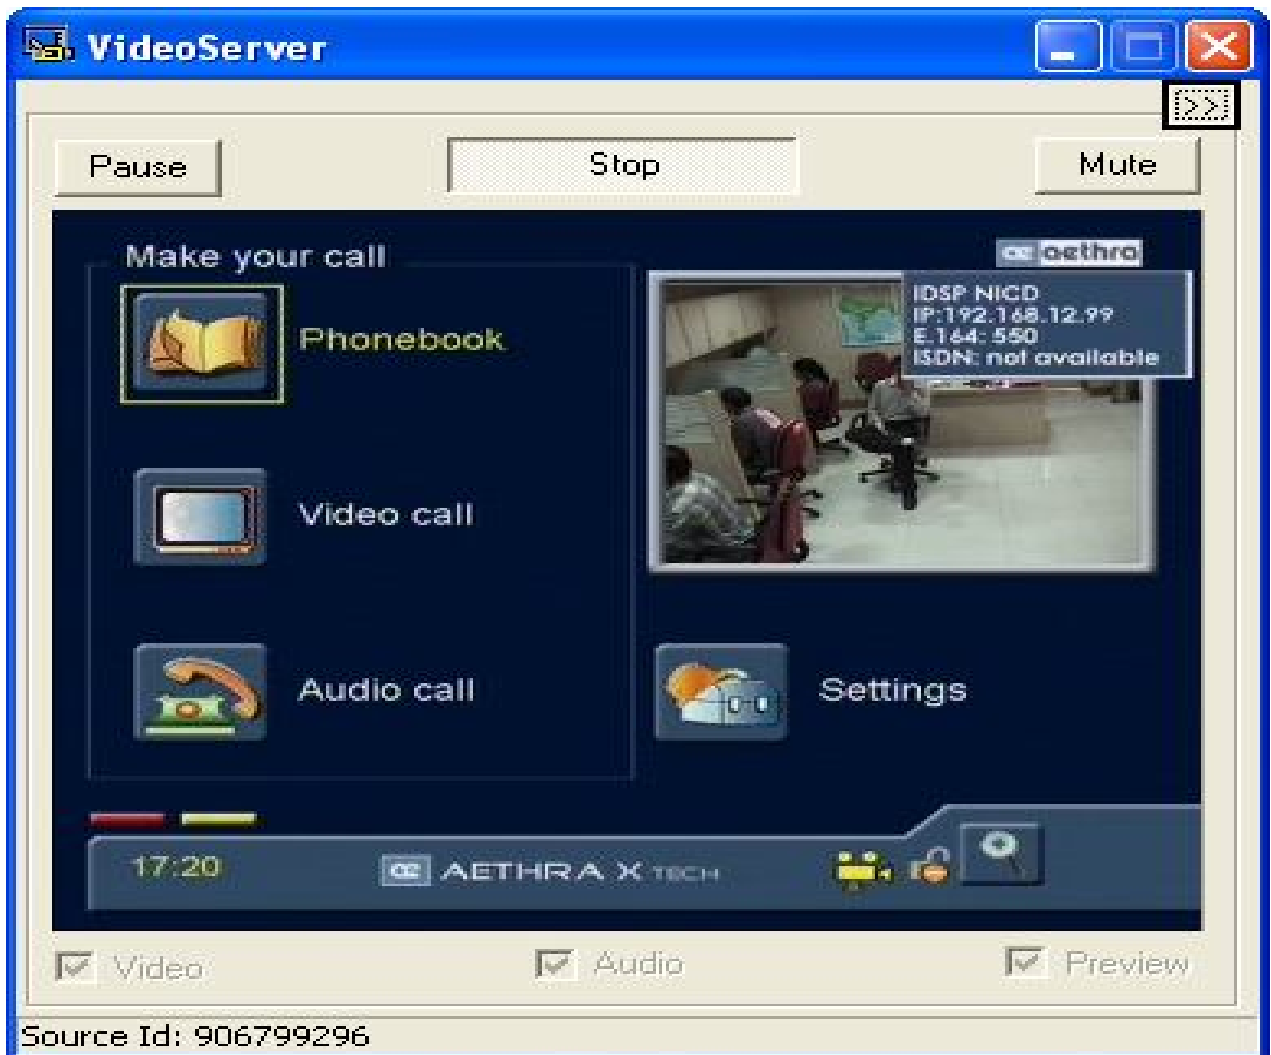 VideoServer
>>
Pause
Stop
Mute
Make your call
aethra
IDSP NICD
IP:192.168.12.99
E.164: 550
ISDN: not available
Phonebook
Video call
Audio call
Settings
17:20
AETHRA X TECH
Video
Audio
Preview
Source Id: 906799296